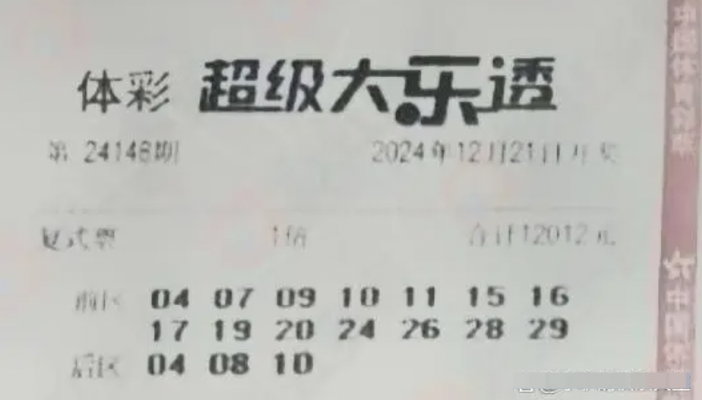 体彩 超级大乐透
第 24148期 2024年12月21日开奖
复式票 1倍 合计12012元
前区 04 07 09 10 11 15 16
17 19 20 24 26 28 29
后区 04 08 10
中国体育彩票
中国体